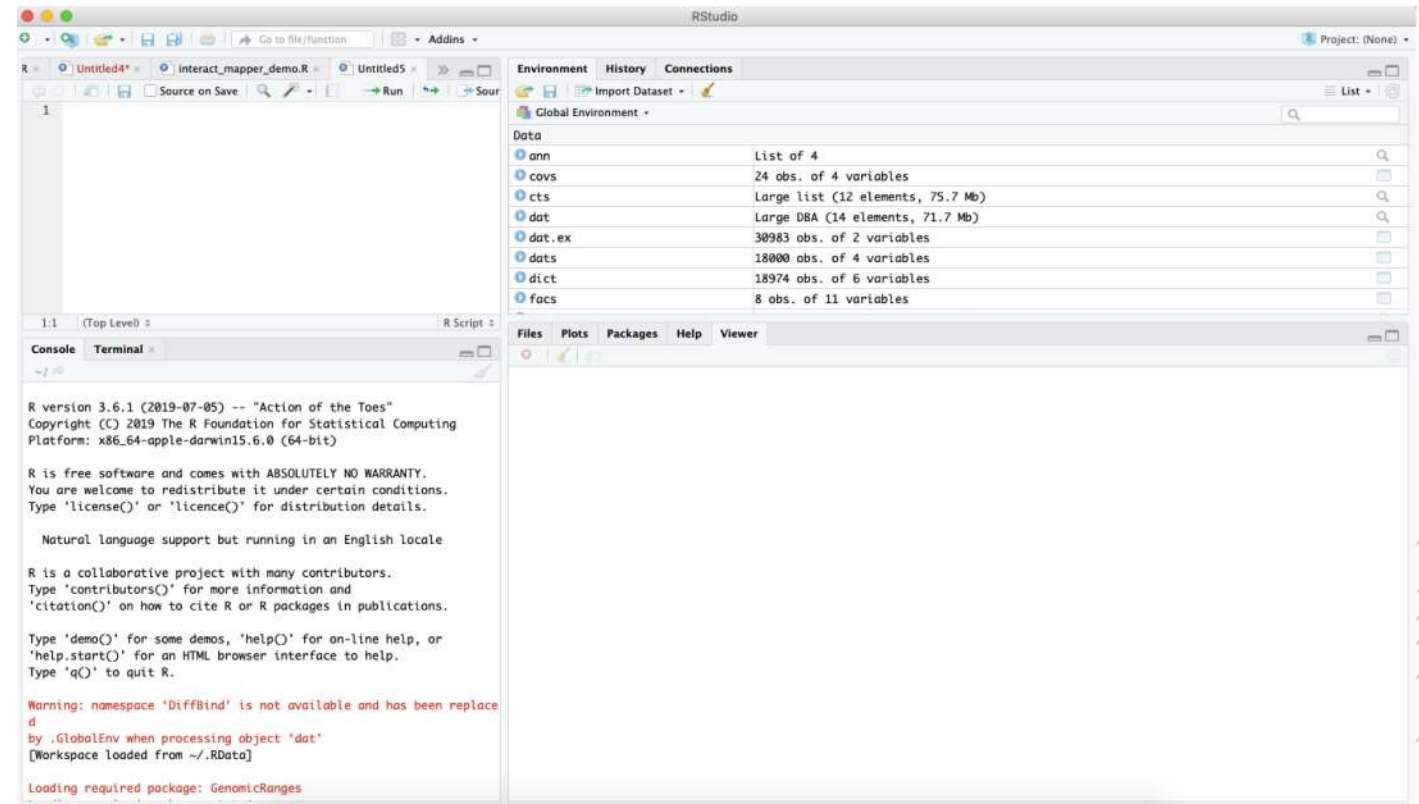 RStudio
Go to file/function
Addins
Project: (None)
R
Untitled4*
interact_mapper_demo.R
Untitled5
Source on Save
Run
Sour
1
1:1
(Top Level)
R Script
Console
Terminal
~/
R version 3.6.1 (2019-07-05) -- "Action of the Toes"
Copyright (C) 2019 The R Foundation for Statistical Computing
Platform: x86_64-apple-darwin15.6.0 (64-bit)
R is free software and comes with ABSOLUTELY NO WARRANTY.
You are welcome to redistribute it under certain conditions.
Type 'license()' or 'licence()' for distribution details.
Natural language support but running in an English locale
R is a collaborative project with many contributors.
Type 'contributors()' for more information and
'citation()' on how to cite R or R packages in publications.
Type 'demo()' for some demos, 'help()' for on-line help, or
'help.start()' for an HTML browser interface to help.
Type 'q()' to quit R.
Warning: namespace 'DiffBind' is not available and has been replace
d
by .GlobalEnv when processing object 'dat'
[Workspace loaded from ~/.RData]
Loading required package: GenomicRanges
Environment
History
Connections
Import Dataset
List
Global Environment
Data
ann List of 4
covs 24 obs. of 4 variables
cts Large list (12 elements, 75.7 Mb)
dat Large DBA (14 elements, 71.7 Mb)
dat.ex 30983 obs. of 2 variables
dats 18000 obs. of 4 variables
dict 18974 obs. of 6 variables
facs 8 obs. of 11 variables
Files
Plots
Packages
Help
Viewer